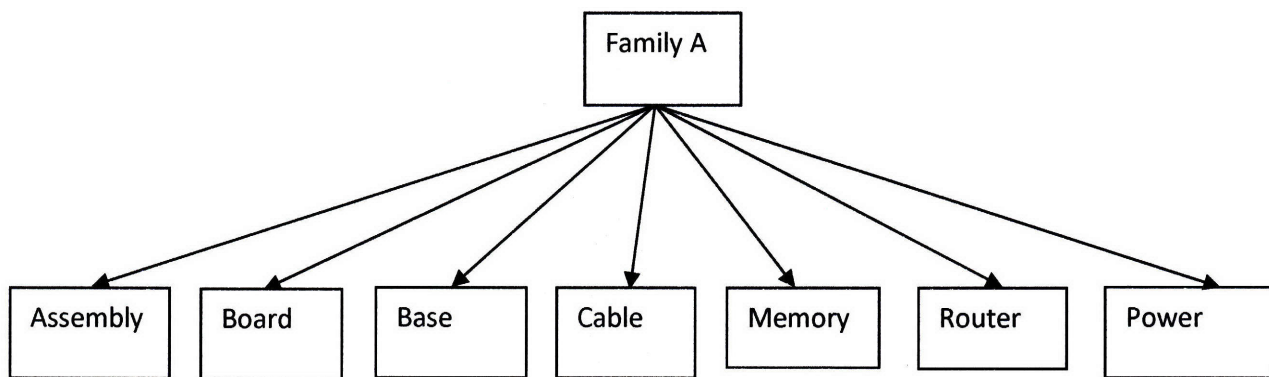 Family A
Assembly
Board
Base
Cable
Memory
Router
Power